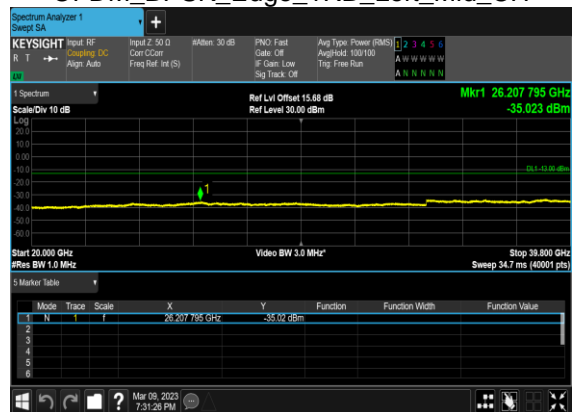 Spectrum Analyzer 1
Swept SA
KEYSIGHT Input: RF Input Z: 50 Ω #Atten: 30 dB PNO: Fast Avg Type: Power (RMS) 1 2 3 4 5 6
R T Coupling: DC Corr CCorr Gate: Off Avg|Hold: 100/100 A W W W W W
Align: Auto Freq Ref: Int (S) IF Gain: Low Trig: Free Run
LW Sig Track: Off A N N N N N
1 Spectrum Ref Lvl Offset 15.68 dB Mkr1 26.207 795 GHz
Scale/Div 10 dB Ref Level 30.00 dBm -35.023 dBm
Log
20.0
10.0
0.00
-10.0 DL1 -13.00 dBm
-20.0
1
-30.0
-40.0
-50.0
-60.0
Start 20.000 GHz Video BW 3.0 MHz* Stop 39.800 GHz
#Res BW 1.0 MHz Sweep 34.7 ms (40001 pts)
5 Marker Table
Mode Trace Scale X Y Function Function Width Function Value
1 N 1 f 26.207 795 GHz -35.02 dBm
2
3
4
5
6
? Mar 09, 2023
7:31:26 PM